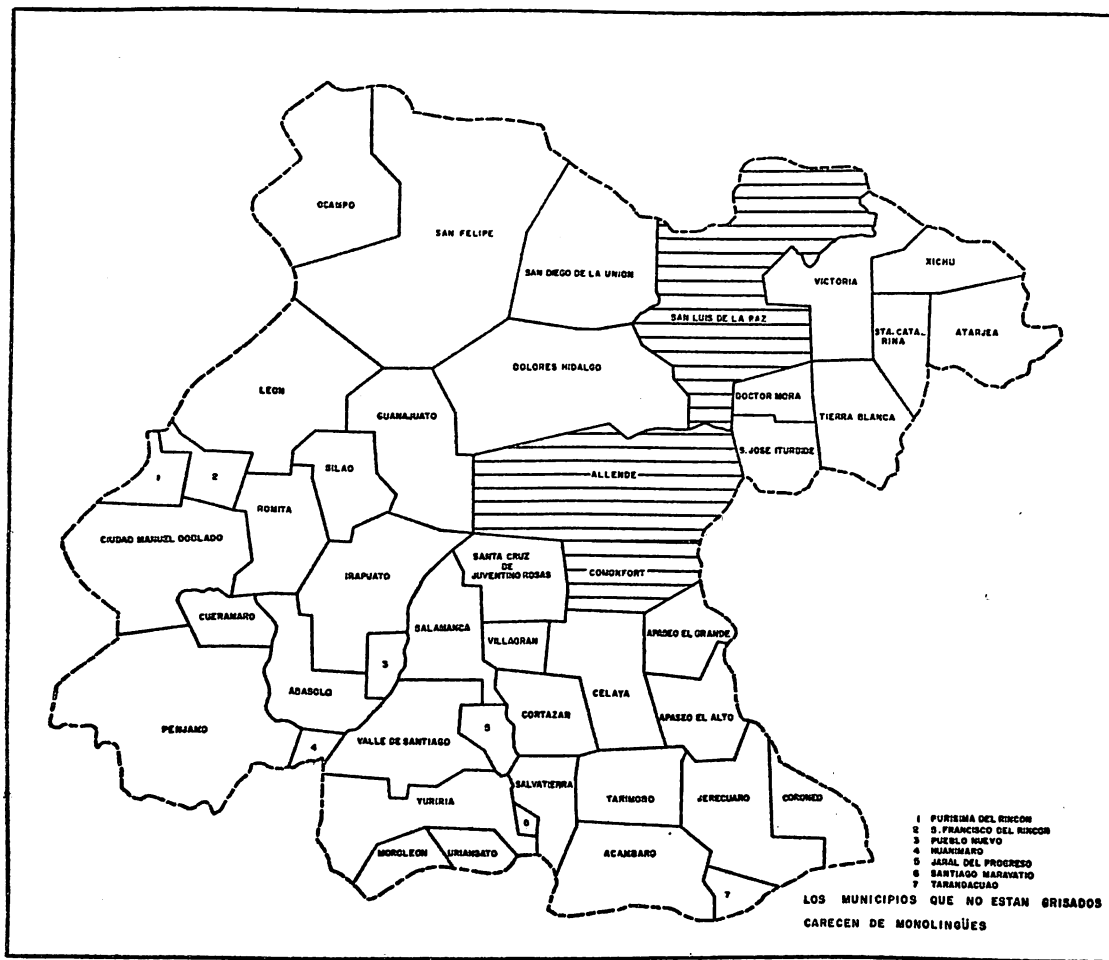 OCAMPO
SAN FELIPE
SAN DIEGO DE LA UNION
XICHU
VICTORIA
SAN LUIS DE LA PAZ
STA. CATA_
RINA
ATARJEA
DOLORES HIDALGO
LEON
DOCTOR MORA
GUANAJUATO
TIERRA BLANCA
S. JOSE ITURBIDE
SILAO
ALLENDE
1
2
ROMITA
CIUDAD MANUEL DOBLADO
SANTA CRUZ
DE
JUVENTINO ROSAS
IRAPUATO
COMONFORT
CUERAMARO
SALAMANCA
VILLAGRAN
APASEO EL GRANDE
3
ABASOLO
CELAYA
CORTAZAR
APASEO EL ALTO
PENJAMO
5
VALLE DE SANTIAGO
4
SALVATIERRA
YURIRIA
TARIMORO
JERECUARO
CORONEO
6
MOROLEON
URIANGATO
ACAMBARO
7
1 PURISIMA DEL RINCON
2 S. FRANCISCO DEL RINCON
3 PUEBLO NUEVO
4 HUANIMARO
5 JARAL DEL PROGRESO
6 SANTIAGO MARAVATIO
7 TARANDACUAO
LOS MUNICIPIOS QUE NO ESTAN GRISADOS
CARECEN DE MONOLINGÜES